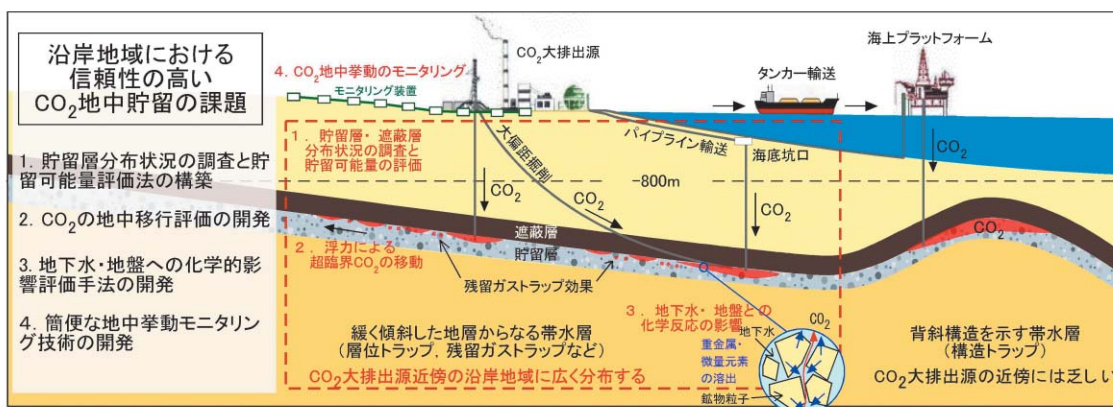 沿岸地域における
信頼性の高い
CO₂地中貯留の課題
1. 貯留層分布状況の調査と貯
留可能量評価法の構築
2. CO₂の地中移行評価の開発
3. 地下水・地盤への化学的影
響評価手法の開発
4. 簡便な地中挙動モニタリン
グ技術の開発
CO₂大排出源
4. CO₂地中挙動のモニタリング
モニタリング装置
タンカー輸送
海上プラットフォーム
1. 貯留層・遮蔽層
分布状況の調査と
貯留可能量の評価
大偏距掘削
パイプライン輸送
海底坑口
CO₂
CO₂
CO₂
CO₂
−800m
遮蔽層
貯留層
2. 浮力による
超臨界CO₂の移動
残留ガストラップ効果
CO₂
3. 地下水・地盤との
化学反応の影響
地下水
CO₂
重金属・
微量元素
の溶出
鉱物粒子
緩く傾斜した地層からなる帯水層
(層位トラップ, 残留ガストラップなど)
CO₂大排出源近傍の沿岸地域に広く分布する
背斜構造を示す帯水層
(構造トラップ)
CO₂大排出源の近傍には乏しい